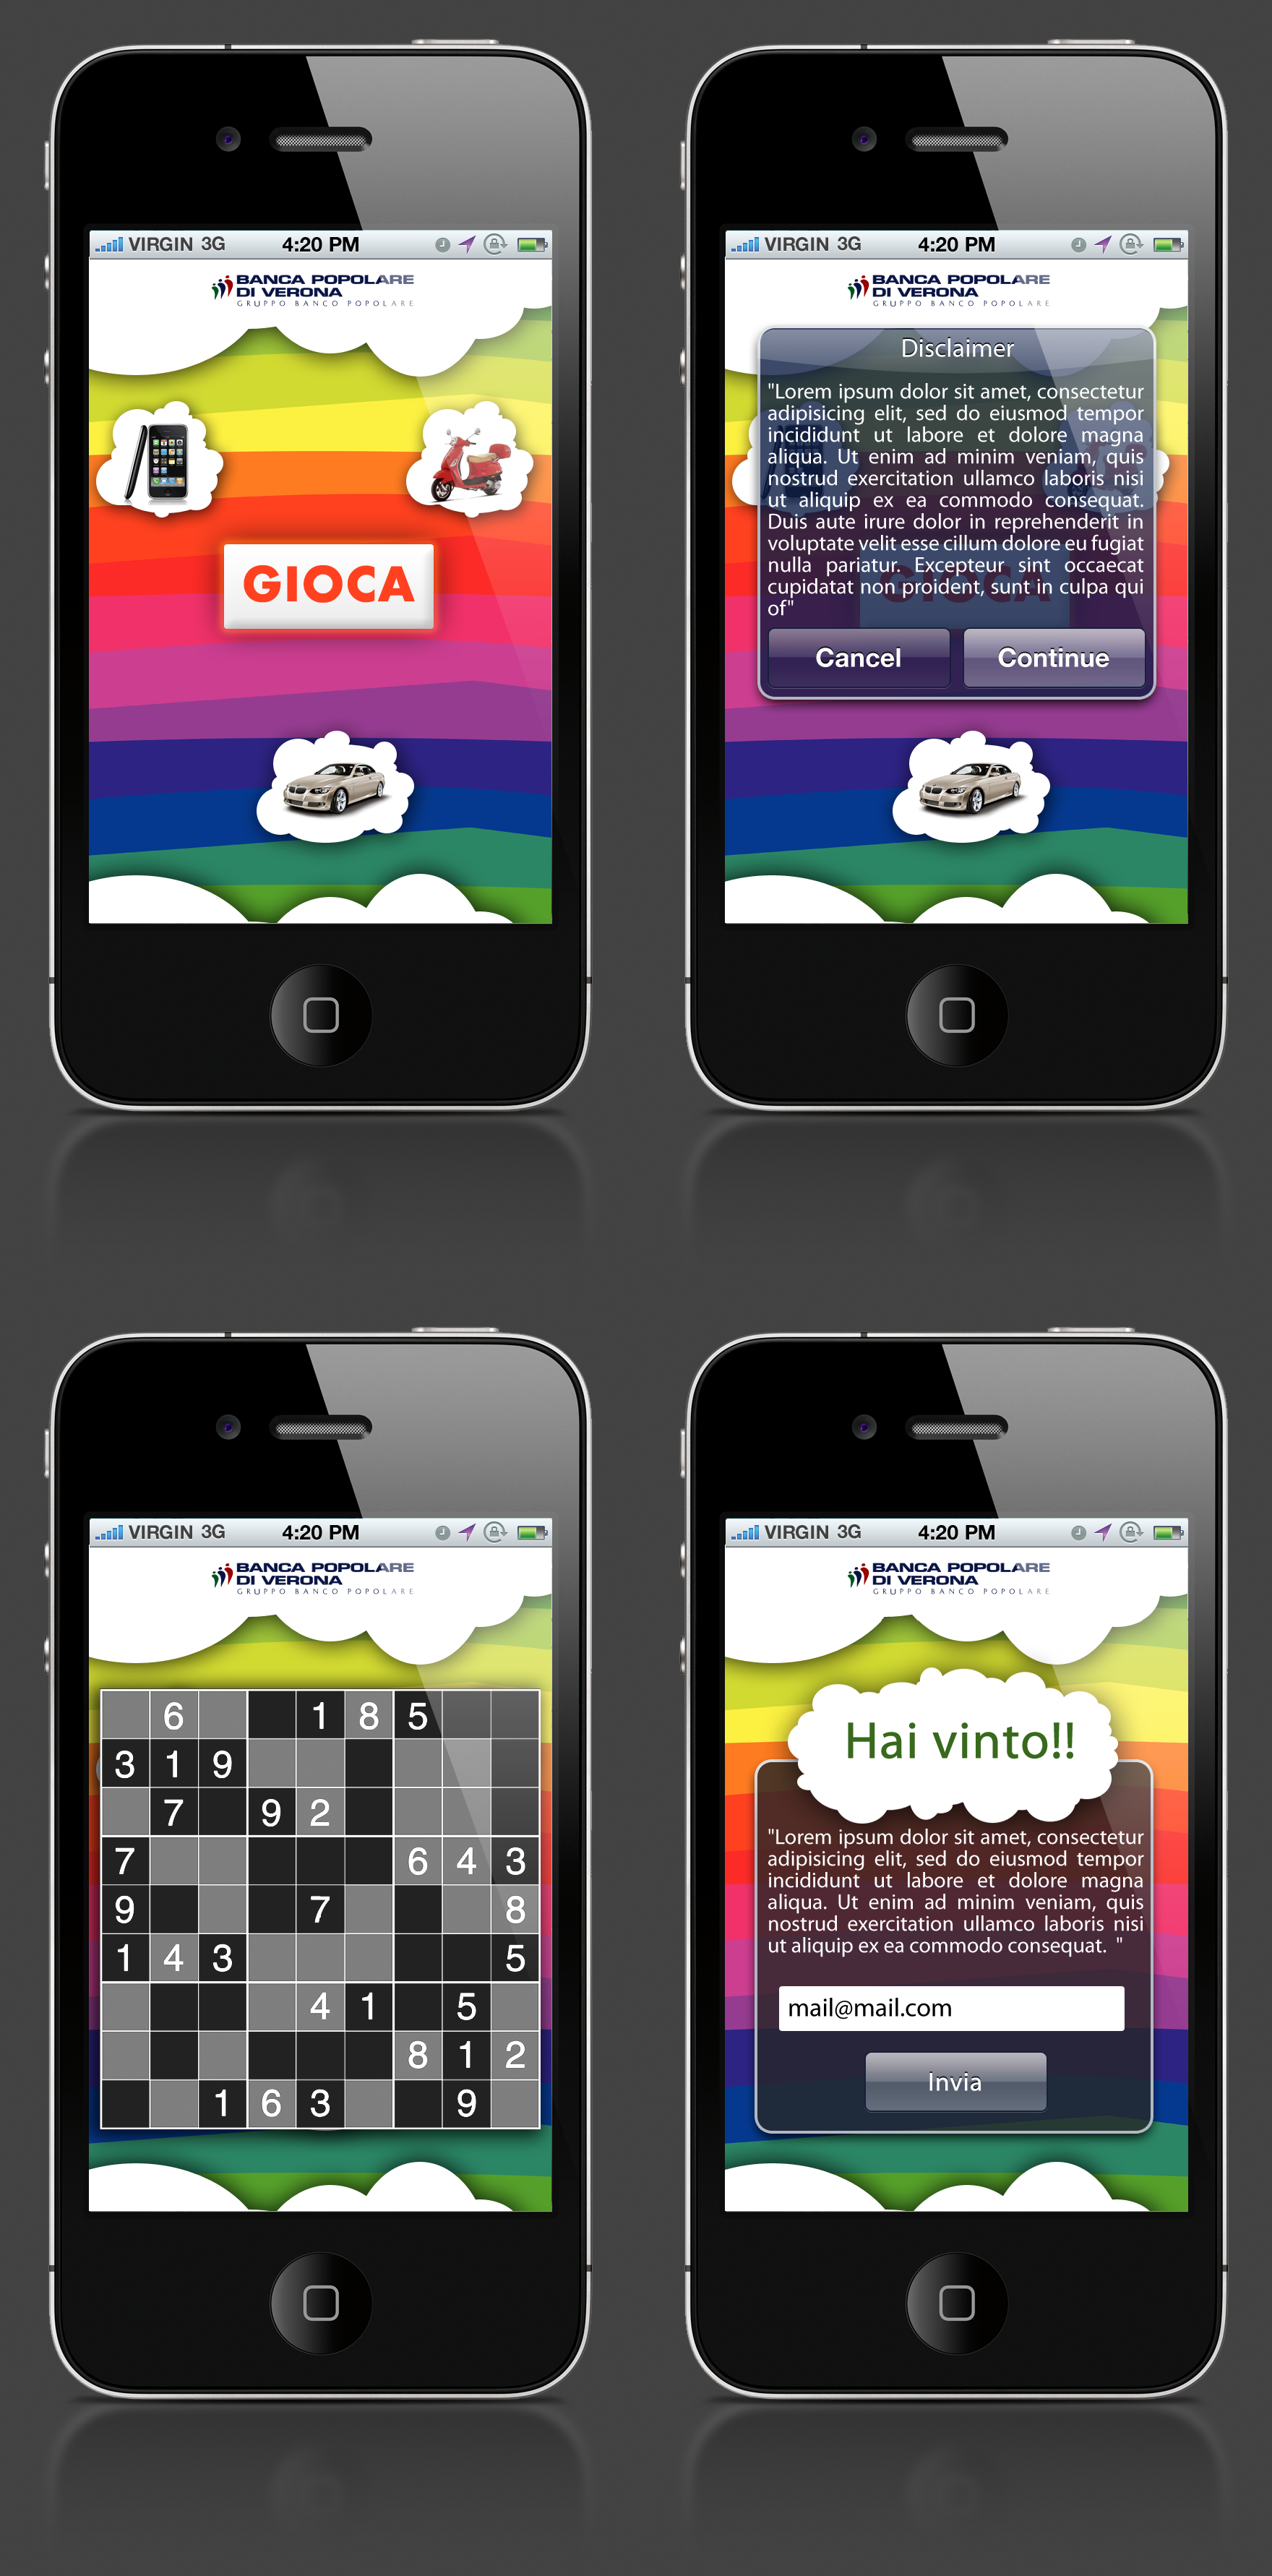 VIRGIN 3G 4:20 PM
BANCA POPOLARE
DI VERONA
GRUPPO BANCO POPOLARE
GIOCA
VIRGIN 3G 4:20 PM
BANCA POPOLARE
DI VERONA
GRUPPO BANCO POPOLARE
Disclaimer
"Lorem ipsum dolor sit amet, consectetur
adipisicing elit, sed do eiusmod tempor
incididunt ut labore et dolore magna
aliqua. Ut enim ad minim veniam, quis
nostrud exercitation ullamco laboris nisi
ut aliquip ex ea commodo consequat.
Duis aute irure dolor in reprehenderit in
voluptate velit esse cillum dolore eu fugiat
nulla pariatur. Excepteur sint occaecat
cupidatat non proident, sunt in culpa qui
of"
GIOCA
Cancel Continue
VIRGIN 3G 4:20 PM
BANCA POPOLARE
DI VERONA
GRUPPO BANCO POPOLARE
6 1 8 5
3 1 9
7 9 2
7 6 4 3
9 7 8
1 4 3 5
4 1 5
8 1 2
1 6 3 9
VIRGIN 3G 4:20 PM
BANCA POPOLARE
DI VERONA
GRUPPO BANCO POPOLARE
Hai vinto!!
"Lorem ipsum dolor sit amet, consectetur
adipisicing elit, sed do eiusmod tempor
incididunt ut labore et dolore magna
aliqua. Ut enim ad minim veniam, quis
nostrud exercitation ullamco laboris nisi
ut aliquip ex ea commodo consequat. "
mail@mail.com
Invia